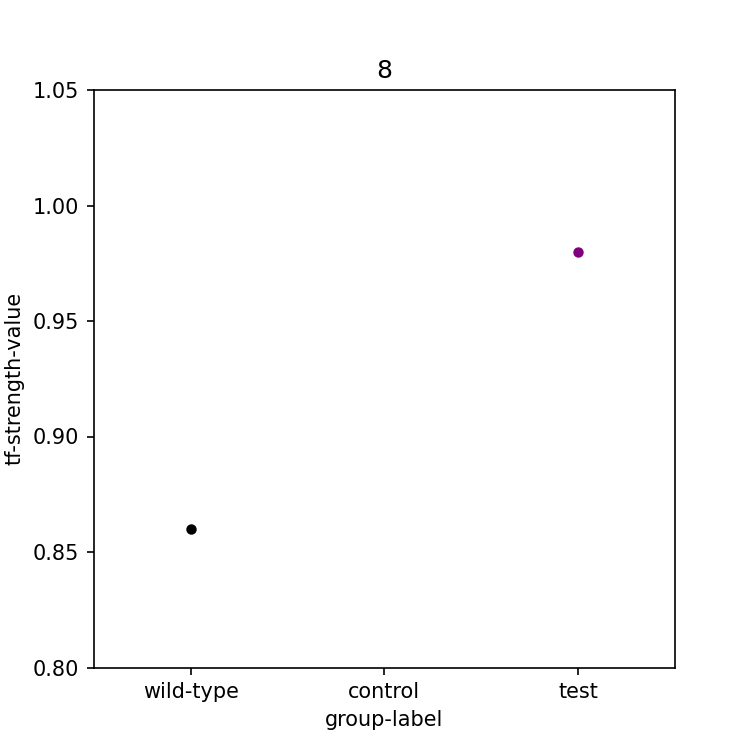 8
1.05
1.00
0.95
0.90
0.85
0.80
tf-strength-value
wild-type control test
group-label